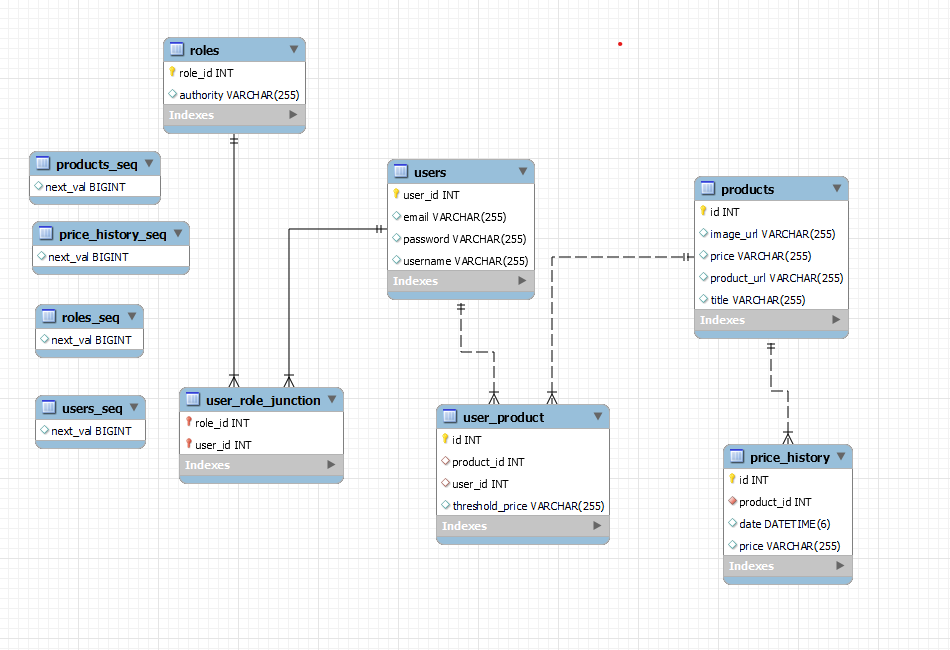 roles
role_id INT
authority VARCHAR(255)
Indexes
products_seq
next_val BIGINT
price_history_seq
next_val BIGINT
roles_seq
next_val BIGINT
users_seq
next_val BIGINT
users
user_id INT
email VARCHAR(255)
password VARCHAR(255)
username VARCHAR(255)
Indexes
products
id INT
image_url VARCHAR(255)
price VARCHAR(255)
product_url VARCHAR(255)
title VARCHAR(255)
Indexes
user_role_junction
role_id INT
user_id INT
Indexes
user_product
id INT
product_id INT
user_id INT
threshold_price VARCHAR(255)
Indexes
price_history
id INT
product_id INT
date DATETIME(6)
price VARCHAR(255)
Indexes